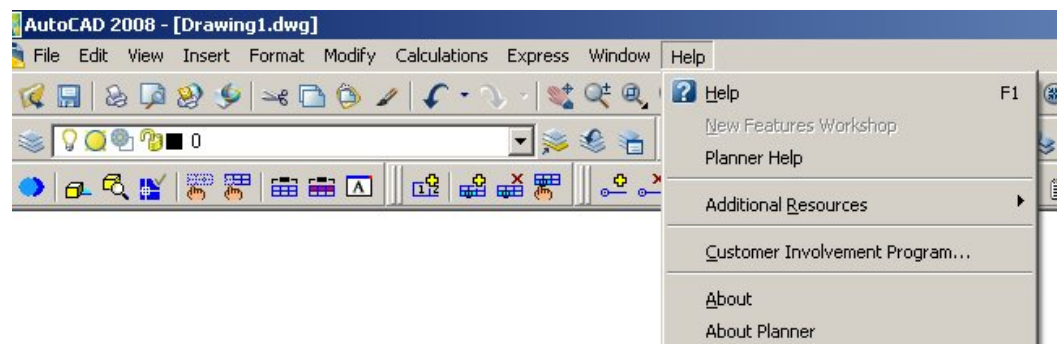 AutoCAD 2008 - [Drawing1.dwg]
File Edit View Insert Format Modify Calculations Express Window Help
Help F1
New Features Workshop
0
Planner Help
A
Additional Resources
Customer Involvement Program...
About
About Planner